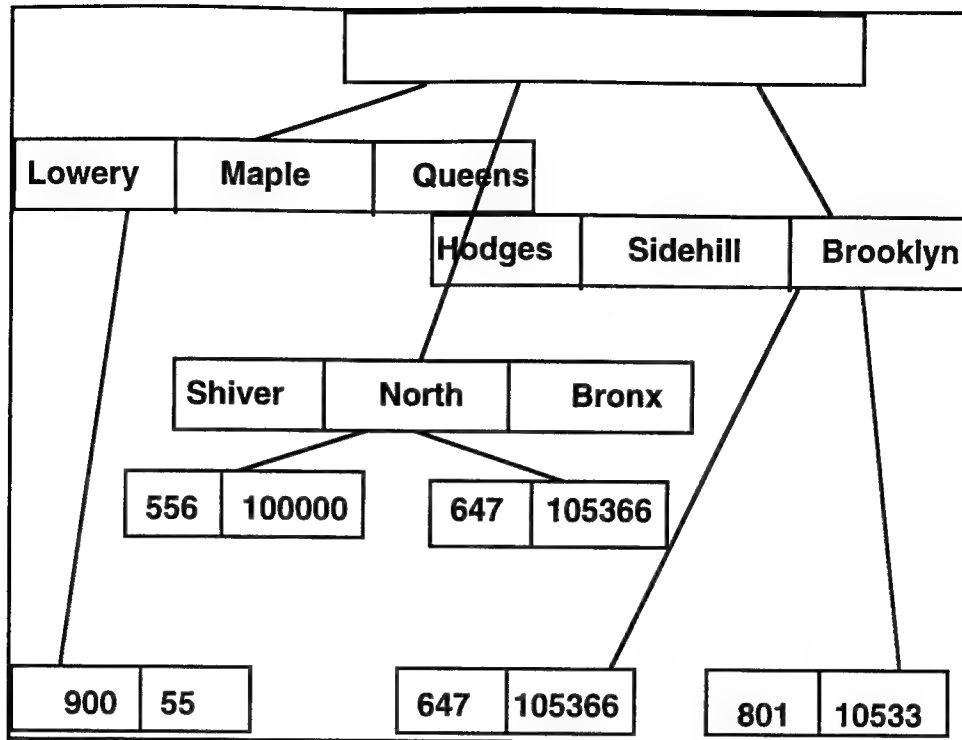 Lowery Maple Queens
Hodges Sidehill Brooklyn
Shiver North Bronx
556 100000 647 105366
900 55 647 105366 801 10533